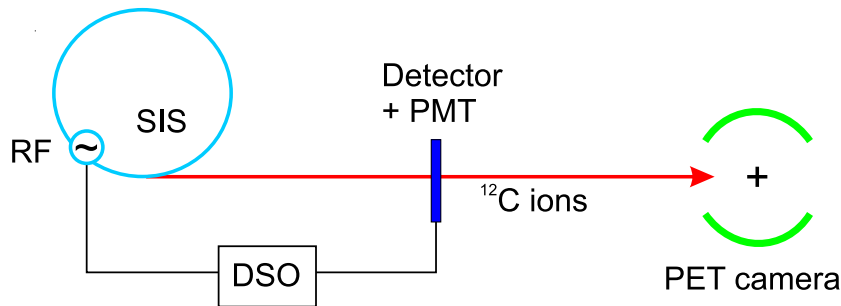 Detector
+ PMT
SIS
RF
~
+
¹²C ions
DSO
PET camera